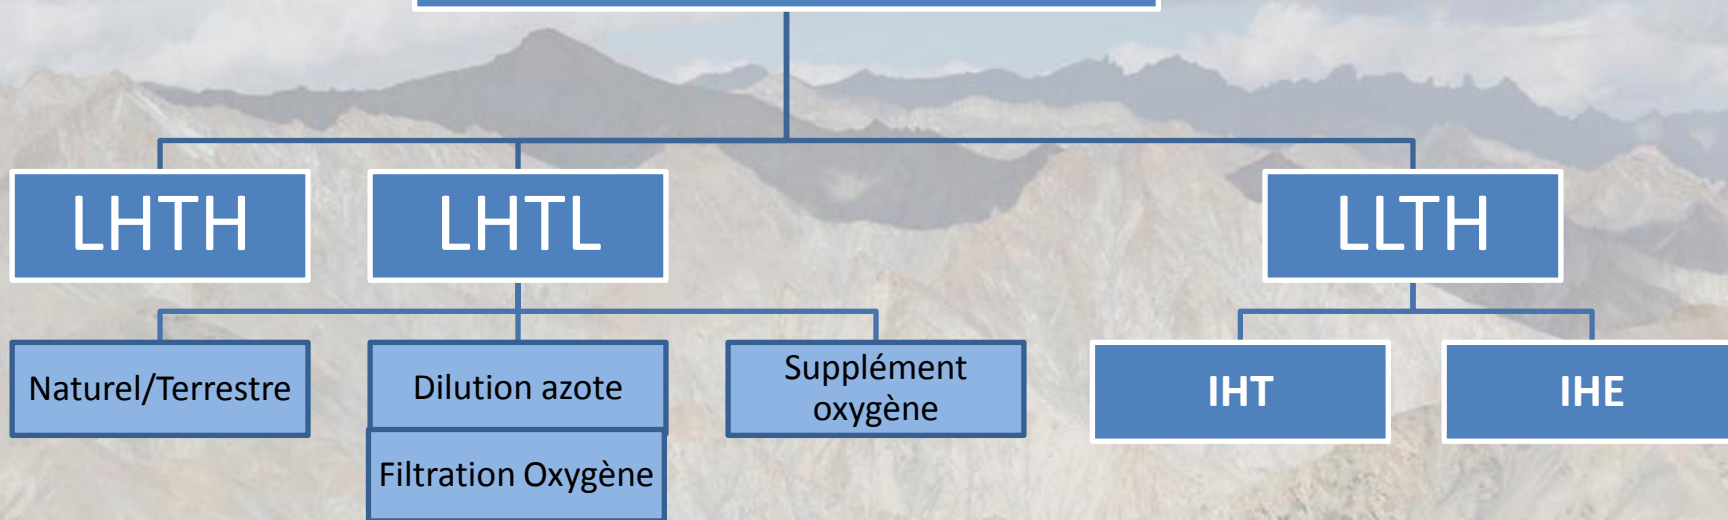 LHTH
LHTL
LLTH
Naturel/Terrestre
Dilution azote
Supplément
oxygène
IHT
IHE
Filtration Oxygène